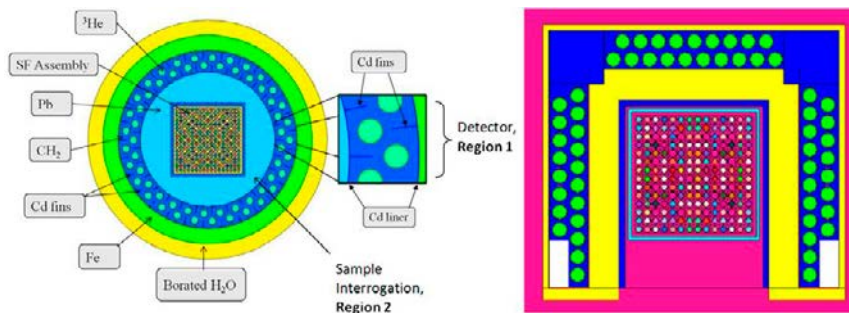 ³He
SF Assembly
Pb
CH₂
Cd fins
Fe
Borated H₂O
Cd fins
Cd liner
Detector,
Region 1
Sample
Interrogation,
Region 2